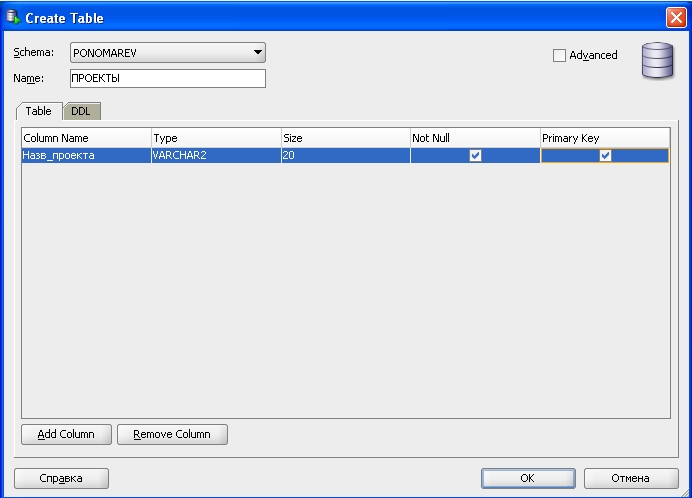 Create Table
Schema: PONOMAREV
Advanced
Name: ПРОЕКТЫ
Table DDL
Column Name Type Size Not Null Primary Key
Назв_проекта VARCHAR2 20
Add Column Remove Column
Справка OK Отмена